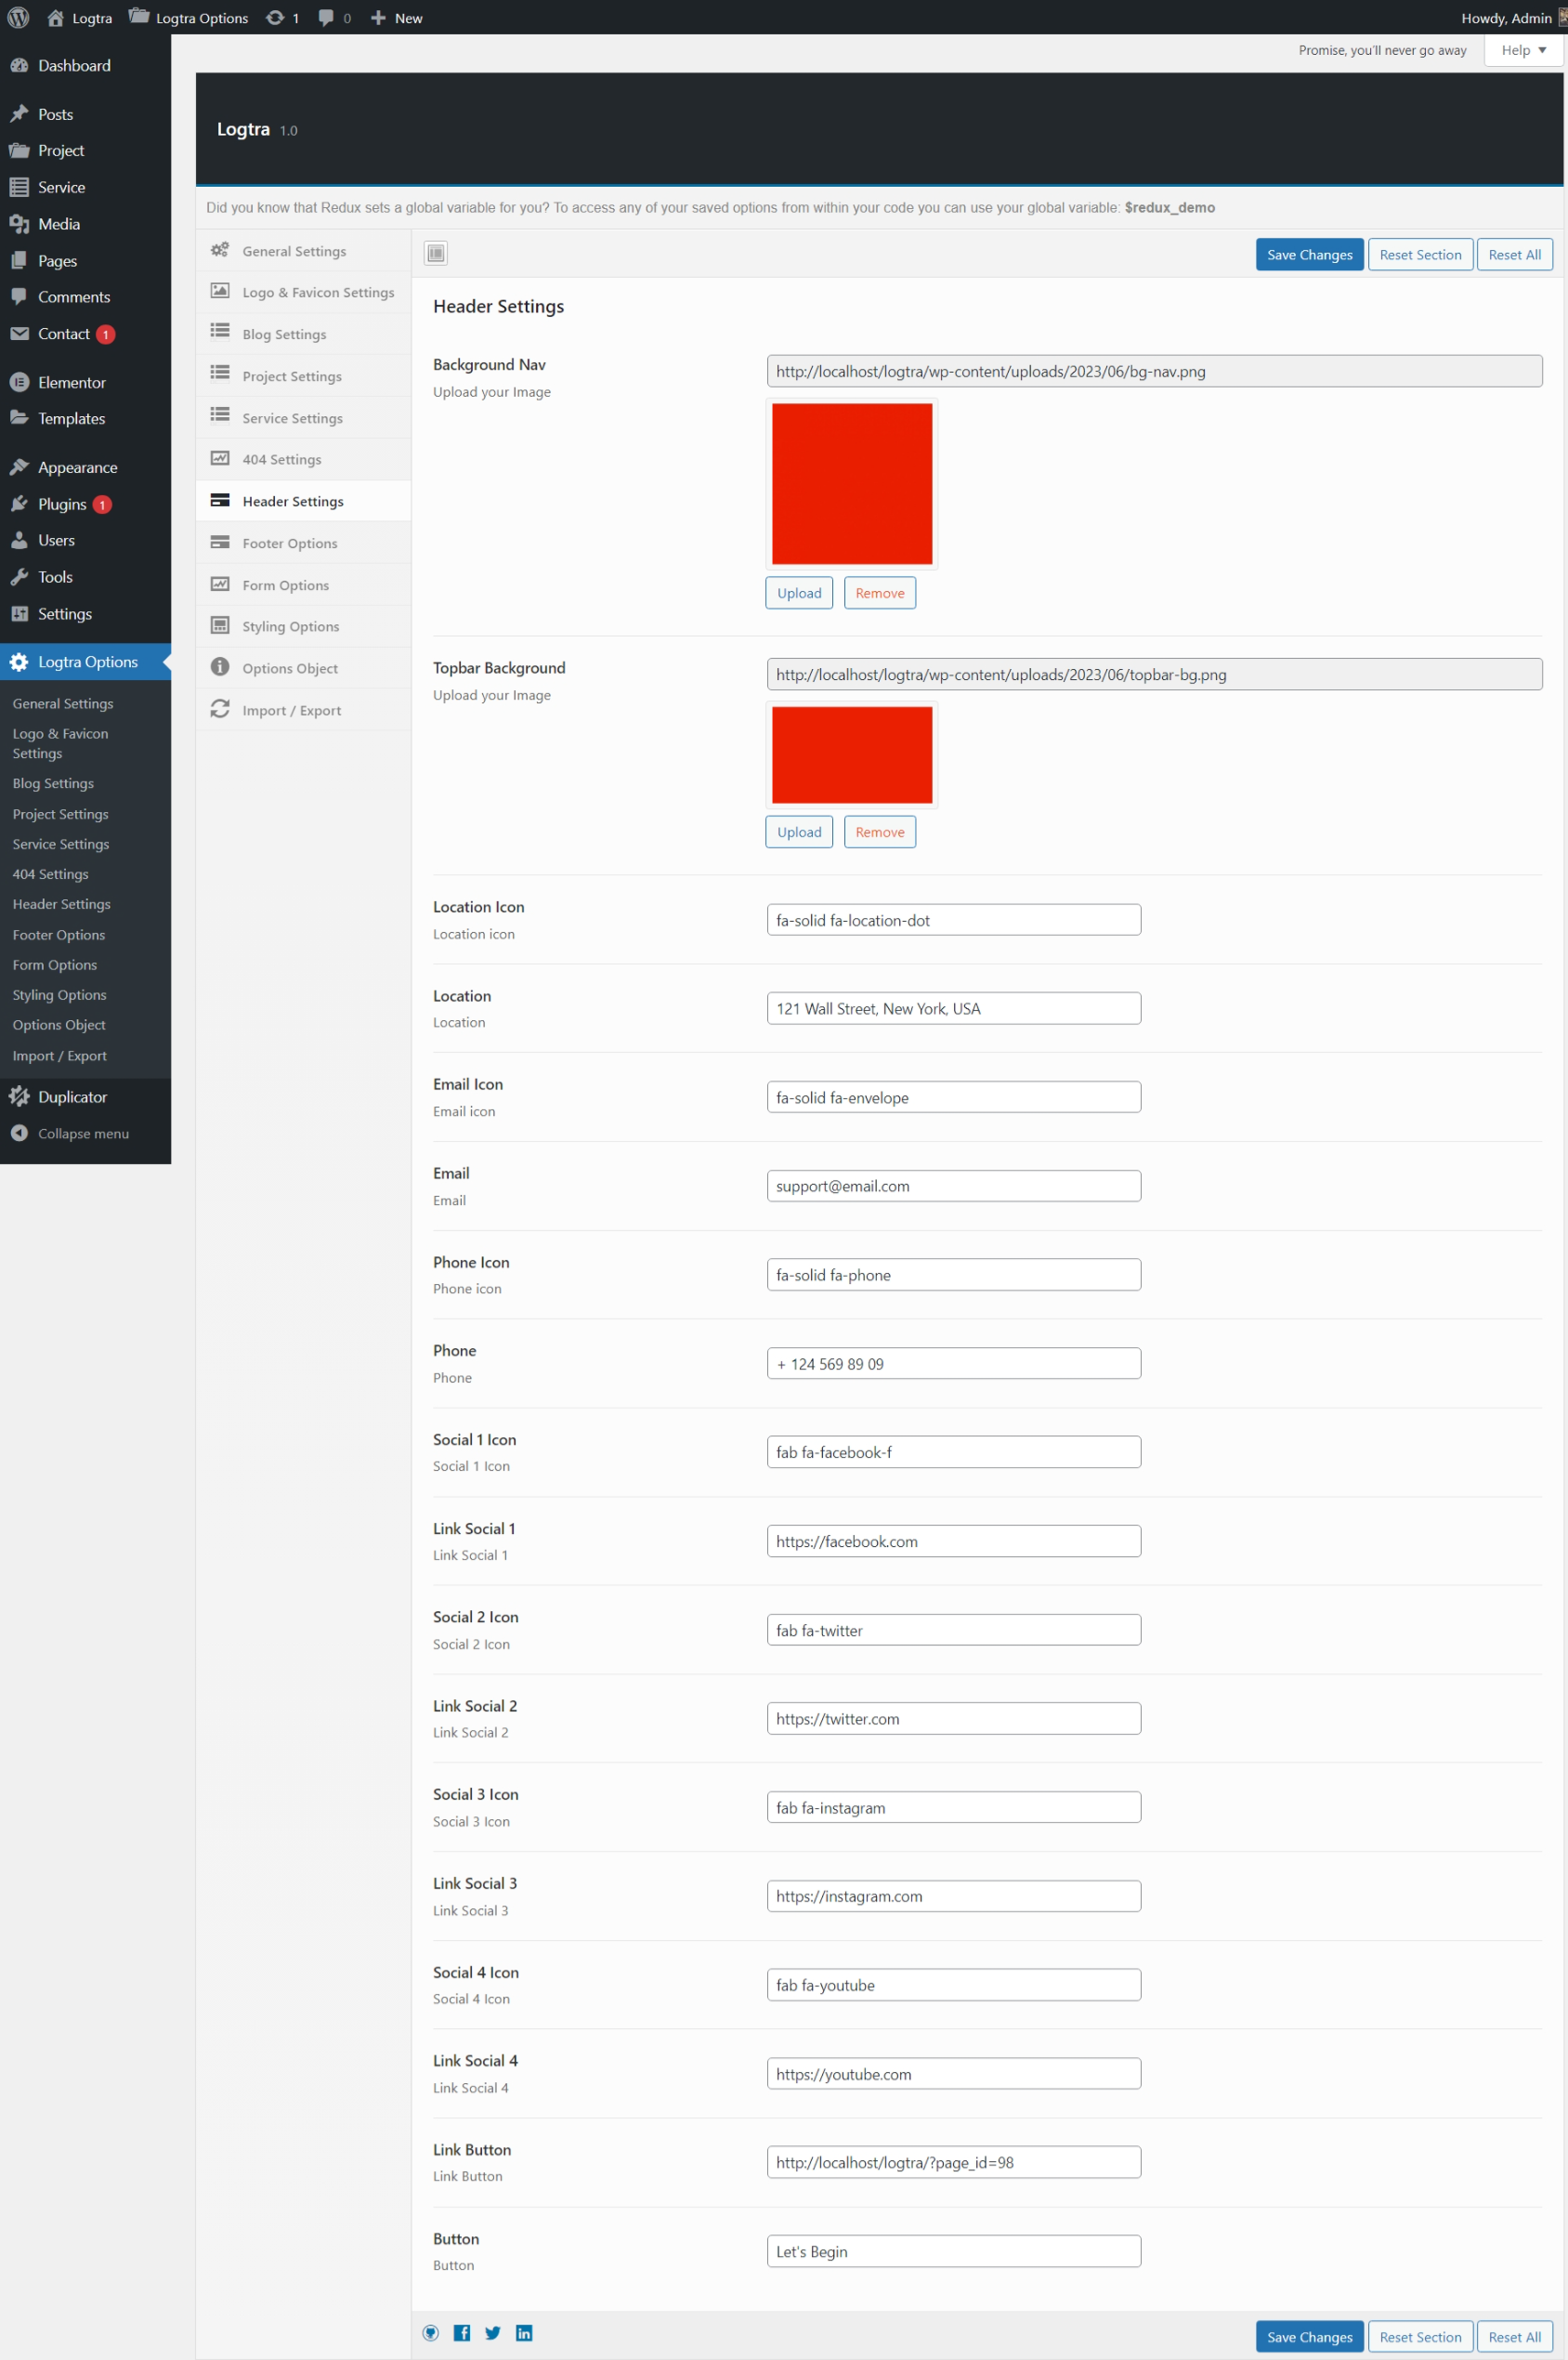 Logtra
Logtra Options
1
0
New
Howdy, Admin
Promise, you'll never go away
Help
Dashboard
Posts
Project
Service
Media
Pages
Comments
Contact 1
Elementor
Templates
Appearance
Plugins 1
Users
Tools
Settings
Logtra Options
General Settings
Logo & Favicon
Settings
Blog Settings
Project Settings
Service Settings
404 Settings
Header Settings
Footer Options
Form Options
Styling Options
Options Object
Import / Export
Duplicator
Collapse menu
Logtra 1.0
Did you know that Redux sets a global variable for you? To access any of your saved options from within your code you can use your global variable: $redux_demo
General Settings
Logo & Favicon Settings
Blog Settings
Project Settings
Service Settings
404 Settings
Header Settings
Footer Options
Form Options
Styling Options
Options Object
Import / Export
Save Changes
Reset Section
Reset All
Header Settings
Background Nav
Upload your Image
http://localhost/logtra/wp-content/uploads/2023/06/bg-nav.png
Upload
Remove
Topbar Background
Upload your Image
http://localhost/logtra/wp-content/uploads/2023/06/topbar-bg.png
Upload
Remove
Location Icon
Location icon
fa-solid fa-location-dot
Location
Location
121 Wall Street, New York, USA
Email Icon
Email icon
fa-solid fa-envelope
Email
Email
support@email.com
Phone Icon
Phone icon
fa-solid fa-phone
Phone
Phone
+ 124 569 89 09
Social 1 Icon
Social 1 Icon
fab fa-facebook-f
Link Social 1
Link Social 1
https://facebook.com
Social 2 Icon
Social 2 Icon
fab fa-twitter
Link Social 2
Link Social 2
https://twitter.com
Social 3 Icon
Social 3 Icon
fab fa-instagram
Link Social 3
Link Social 3
https://instagram.com
Social 4 Icon
Social 4 Icon
fab fa-youtube
Link Social 4
Link Social 4
https://youtube.com
Link Button
Link Button
http://localhost/logtra/?page_id=98
Button
Button
Let's Begin
Save Changes
Reset Section
Reset All